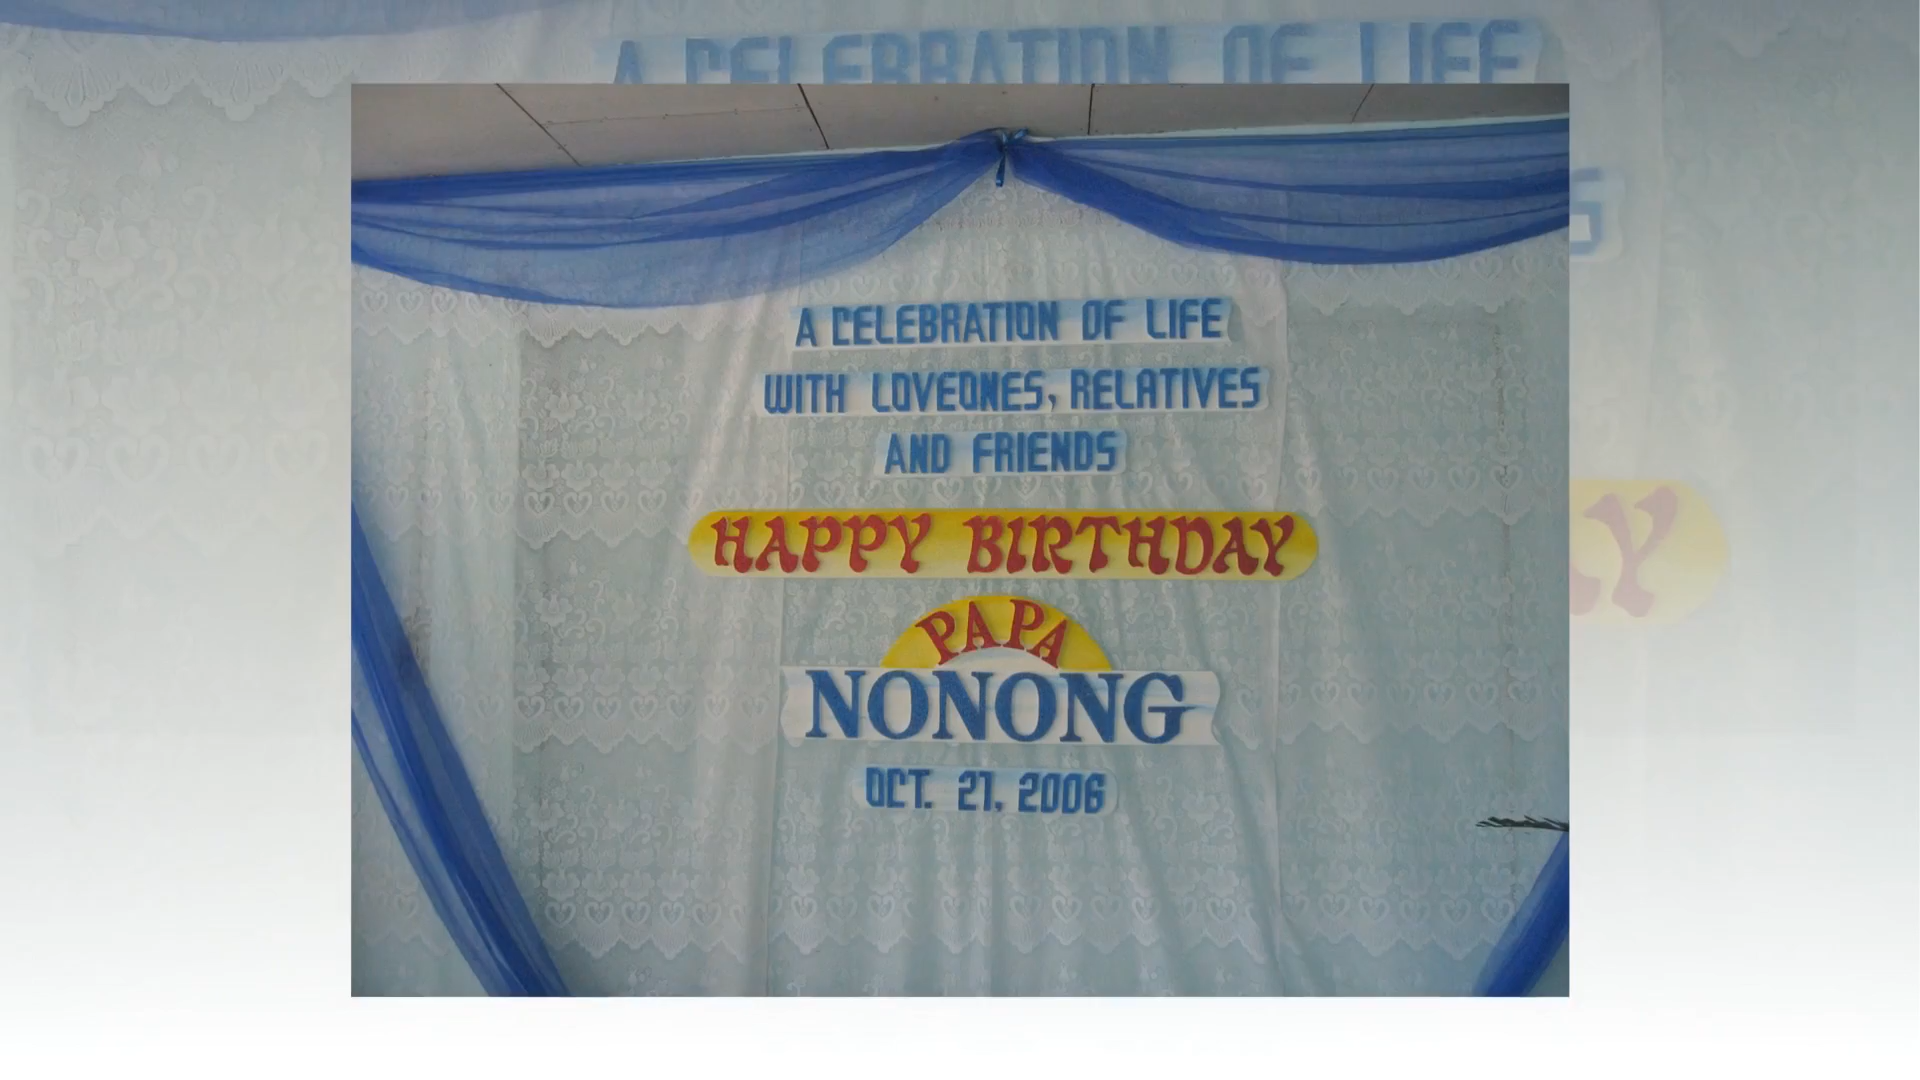 A CELEBRATION OF LIFE
WITH LOVEONES, RELATIVES
AND FRIENDS
HAPPY BIRTHDAY
PAPA
NONONG
OCT. 21, 2006